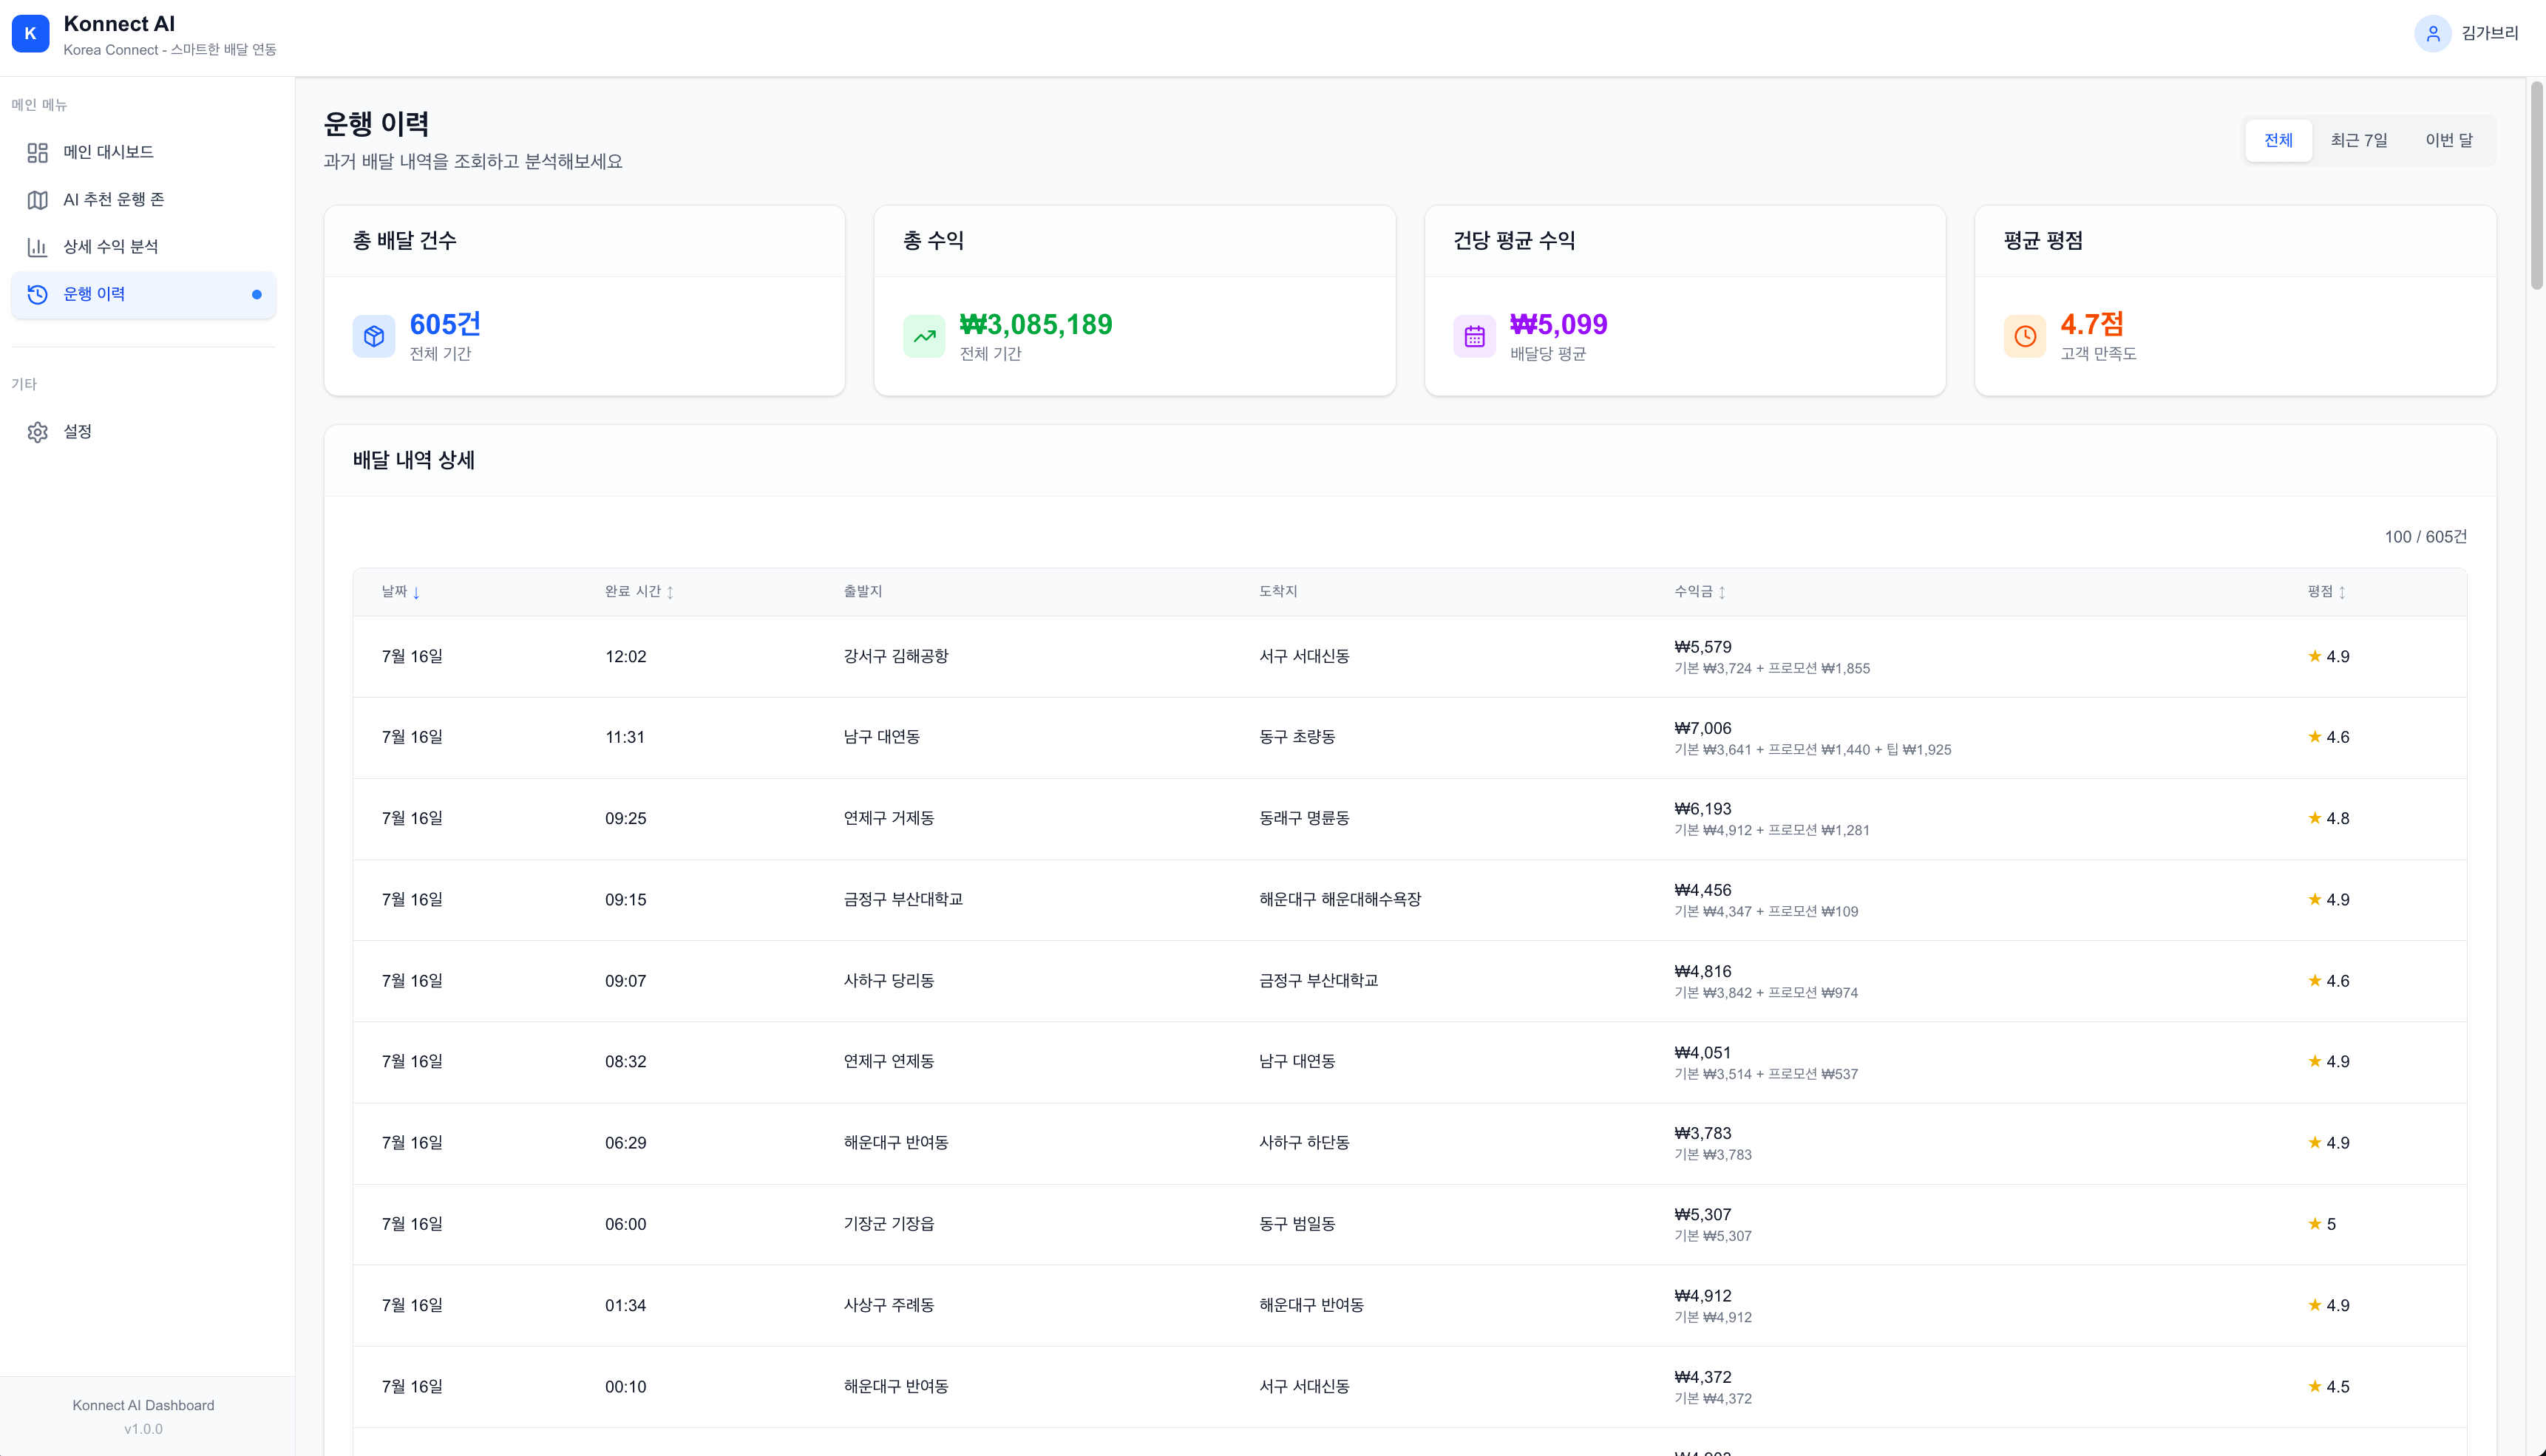 K
Konnect AI
Korea Connect - 스마트한 배달 연동
김가브리
메인 메뉴
메인 대시보드
AI 추천 운행 존
상세 수익 분석
운행 이력
기타
설정
Konnect AI Dashboard
v1.0.0
운행 이력
과거 배달 내역을 조회하고 분석해보세요
전체 최근 7일 이번 달
총 배달 건수
605건
전체 기간
총 수익
₩3,085,189
전체 기간
건당 평균 수익
₩5,099
배달당 평균
평균 평점
4.7점
고객 만족도
배달 내역 상세
100 / 605건
날짜 ↓ 완료 시간 ↕ 출발지 도착지 수익금 ↕ 평점 ↕
7월 16일 12:02 강서구 김해공항 서구 서대신동 ₩5,579 ★ 4.9
기본 ₩3,724 + 프로모션 ₩1,855
7월 16일 11:31 남구 대연동 동구 초량동 ₩7,006 ★ 4.6
기본 ₩3,641 + 프로모션 ₩1,440 + 팁 ₩1,925
7월 16일 09:25 연제구 거제동 동래구 명륜동 ₩6,193 ★ 4.8
기본 ₩4,912 + 프로모션 ₩1,281
7월 16일 09:15 금정구 부산대학교 해운대구 해운대해수욕장 ₩4,456 ★ 4.9
기본 ₩4,347 + 프로모션 ₩109
7월 16일 09:07 사하구 당리동 금정구 부산대학교 ₩4,816 ★ 4.6
기본 ₩3,842 + 프로모션 ₩974
7월 16일 08:32 연제구 연제동 남구 대연동 ₩4,051 ★ 4.9
기본 ₩3,514 + 프로모션 ₩537
7월 16일 06:29 해운대구 반여동 사하구 하단동 ₩3,783 ★ 4.9
기본 ₩3,783
7월 16일 06:00 기장군 기장읍 동구 범일동 ₩5,307 ★ 5
기본 ₩5,307
7월 16일 01:34 사상구 주례동 해운대구 반여동 ₩4,912 ★ 4.9
기본 ₩4,912
7월 16일 00:10 해운대구 반여동 서구 서대신동 ₩4,372 ★ 4.5
기본 ₩4,372